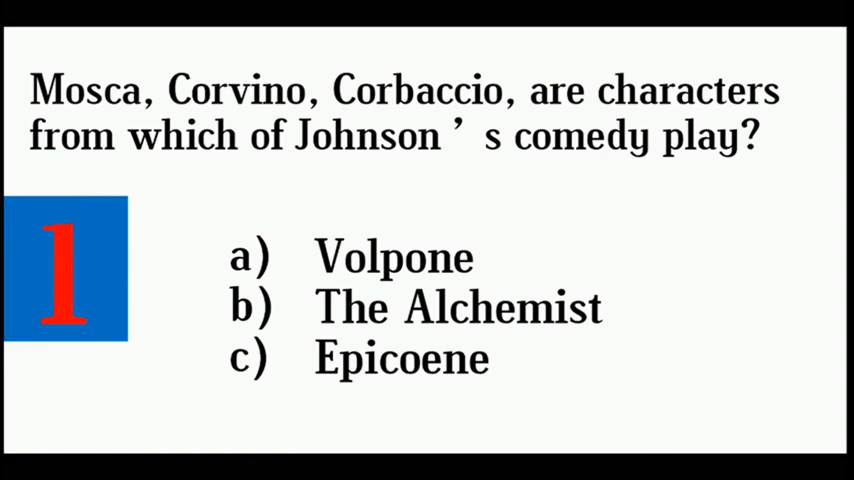 Mosca, Corvino, Corbaccio, are characters
from which of Johnson ’ s comedy play?
1
a) Volpone
b) The Alchemist
c) Epicoene